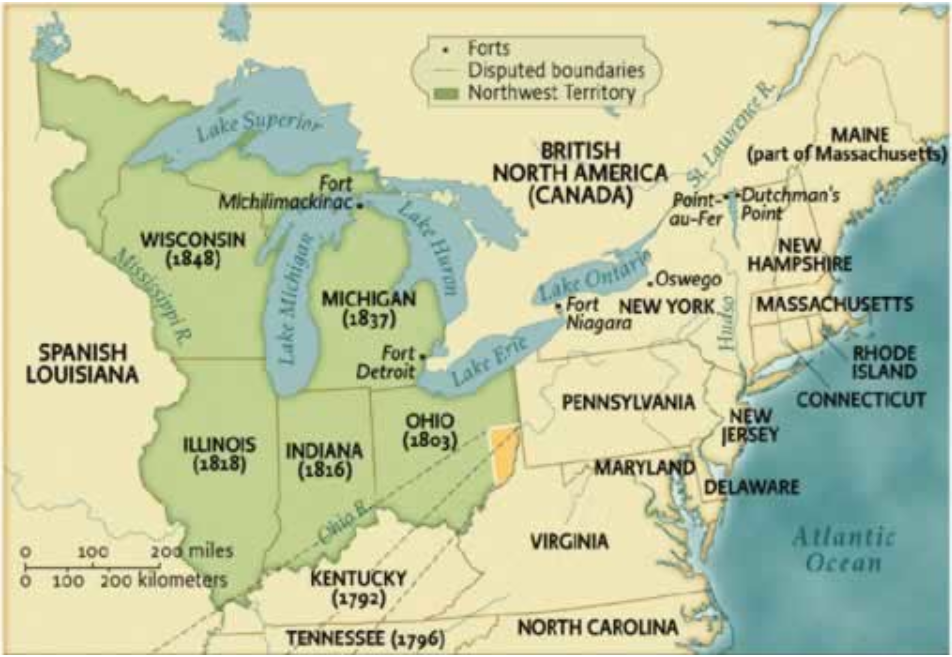 Forts
Disputed boundaries
Northwest Territory
Lake Superior
St. Lawrence R.
MAINE
(part of Massachusetts)
BRITISH
NORTH AMERICA
(CANADA)
Fort
Michilimackinac
Point-
au-Fer
Dutchman's
Point
Lake Huron
WISCONSIN
(1848)
Lake Michigan
NEW
HAMPSHIRE
Mississippi R.
Lake Ontario
Oswego
MICHIGAN
(1837)
Fort
Niagara
NEW YORK
Hudso
MASSACHUSETTS
SPANISH
LOUISIANA
Fort
Detroit
Lake Erie
RHODE
ISLAND
CONNECTICUT
PENNSYLVANIA
NEW
JERSEY
OHIO
(1803)
ILLINOIS
(1818)
INDIANA
(1816)
MARYLAND
DELAWARE
Ohio R.
VIRGINIA
Atlantic
Ocean
0 100 200 miles
0 100 200 kilometers
KENTUCKY
(1792)
TENNESSEE (1796)
NORTH CAROLINA